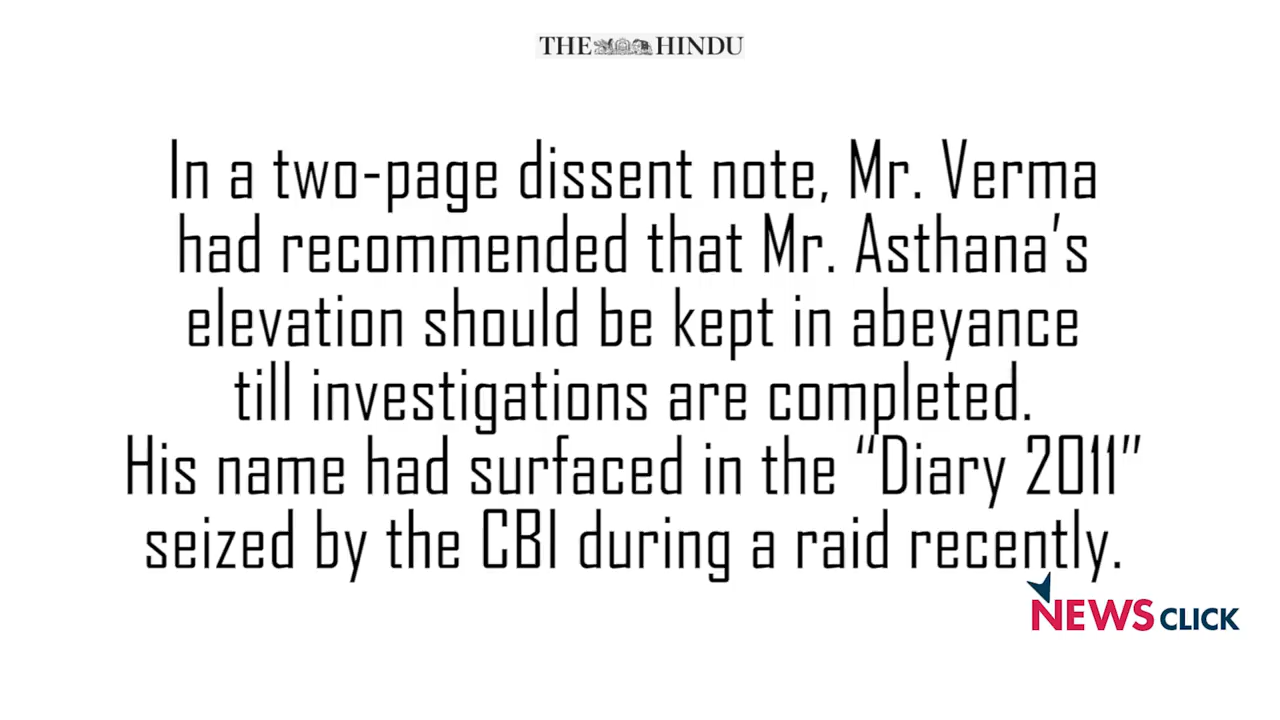 THE HINDU
In a two-page dissent note, Mr. Verma
had recommended that Mr. Asthana's
elevation should be kept in abeyance
till investigations are completed.
His name had surfaced in the “Diary 2011”
seized by the CBI during a raid recently.
NEWSCLICK